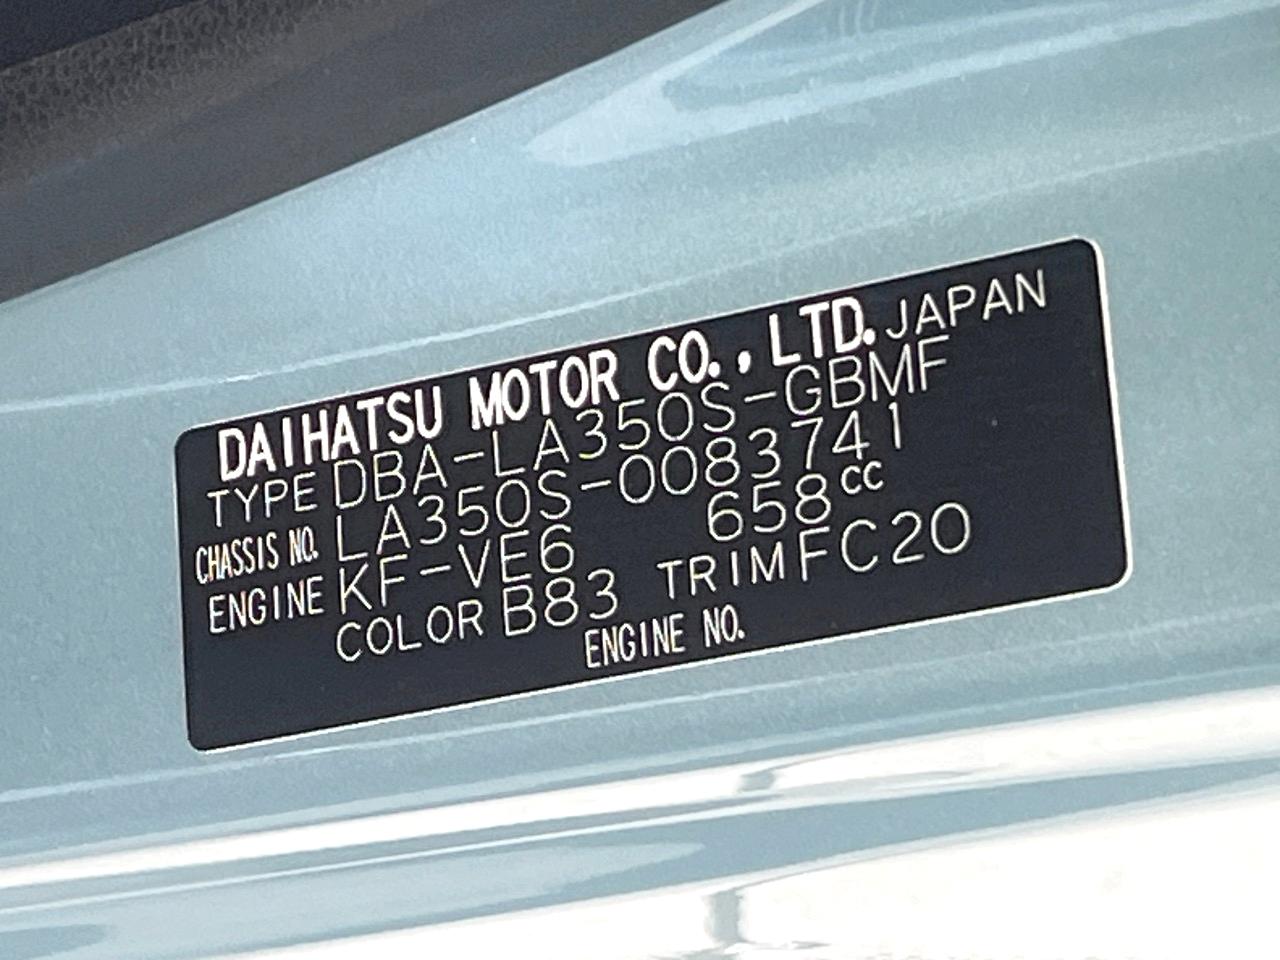 DAIHATSU MOTOR CO., LTD. JAPAN
TYPE DBA-LA350S-GBMF
CHASSIS NO. LA350S-0083741
ENGINE KF-VE6 658cc
COLOR B83 TRIM FC20
ENGINE NO.